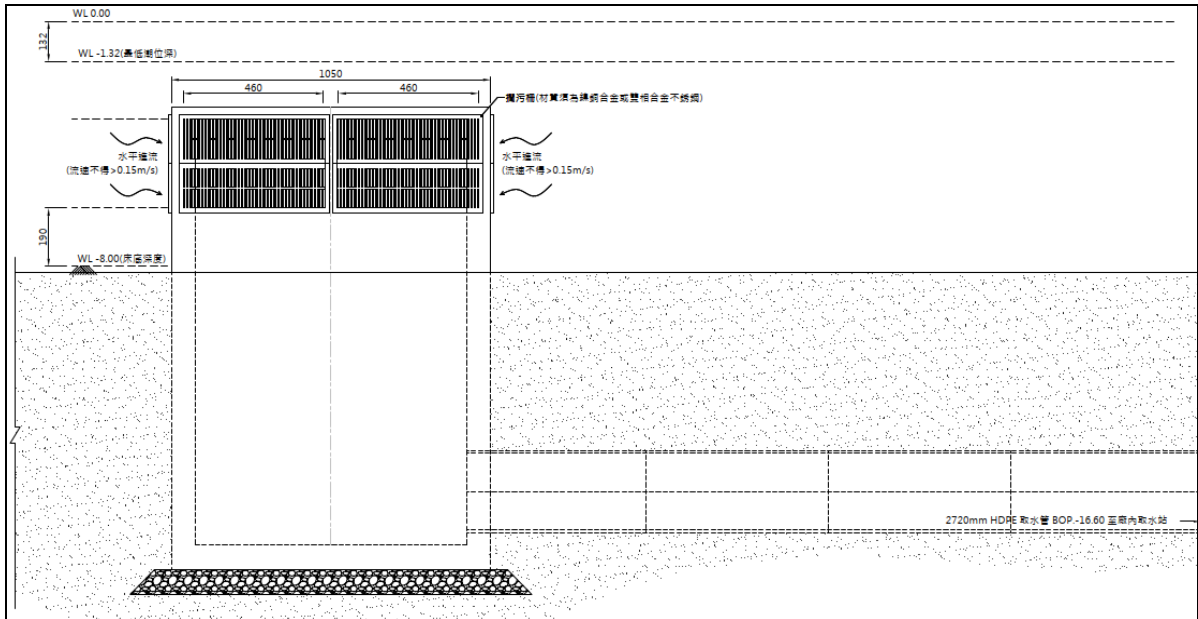 WL 0.00
132
WL -1.32(最低潮位深)
1050
460
460
攔污柵(材質須為鎳銅合金或雙相合金不銹鋼)
水平進流
(流速不得>0.15m/s)
水平進流
(流速不得>0.15m/s)
190
WL -8.00(床底深度)
2720mm HDPE 取水管 BOP.-16.60 至廠內取水站